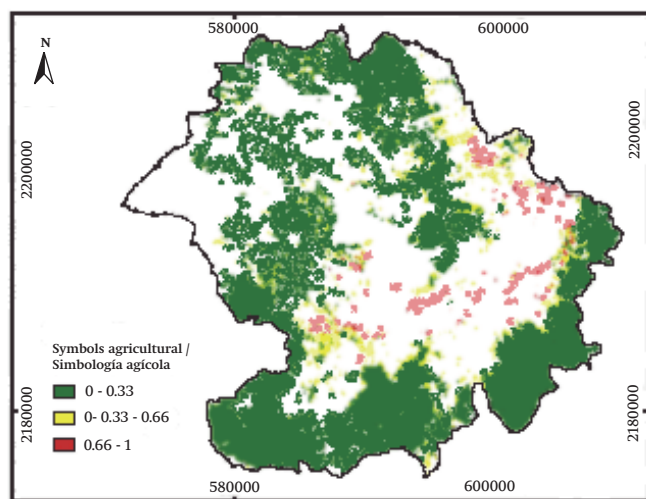 580000
600000
N
2200000
2200000
Symbols agricultural /
Simbología agícola
0 - 0.33
0- 0.33 - 0.66
0.66 - 1
2180000
2180000
580000
600000